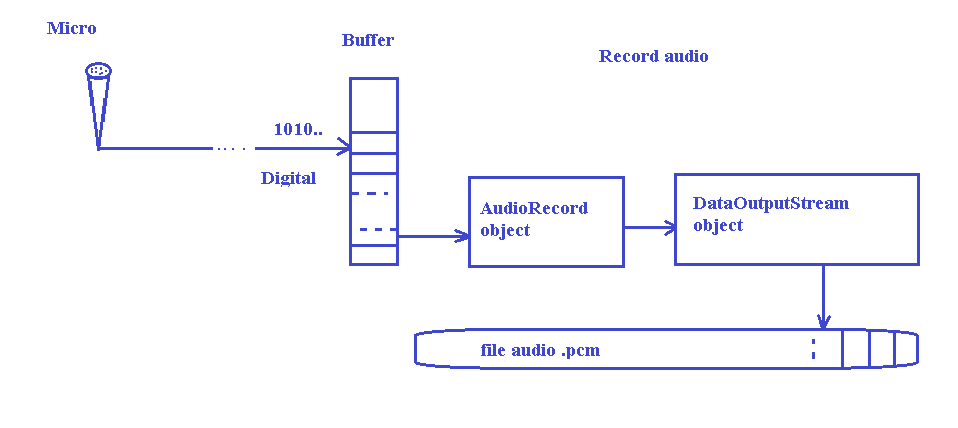 Micro
Buffer
Record audio
1010..
Digital
AudioRecord
object
DataOutputStream
object
file audio .pcm